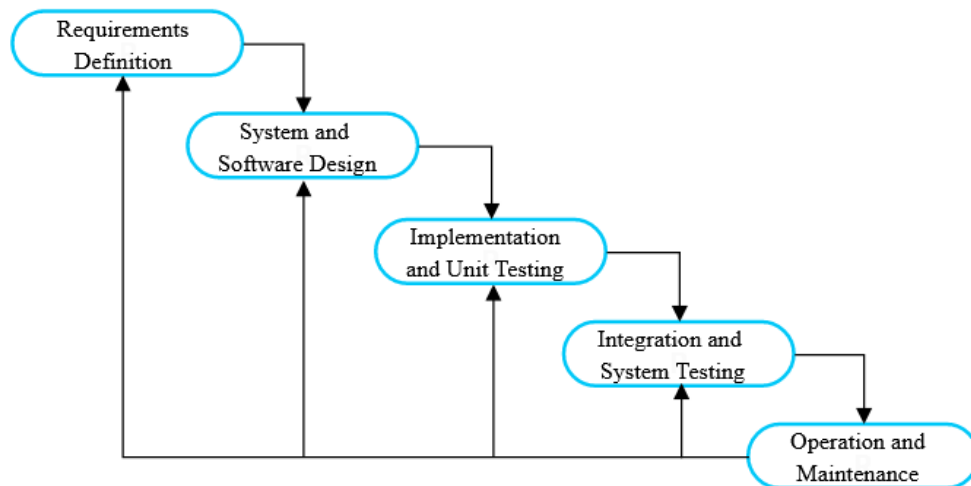 Requirements
Definition
System and
Software Design
Implementation
and Unit Testing
Integration and
System Testing
Operation and
Maintenance